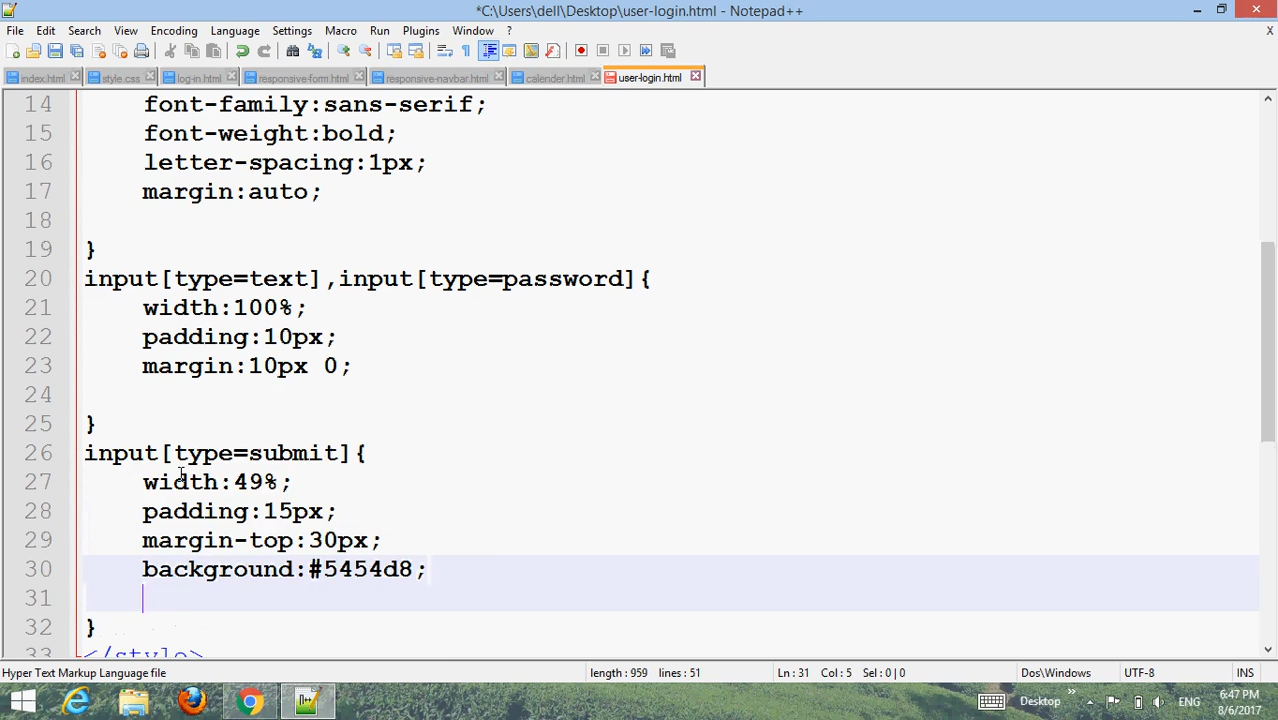 *C:\Users\dell\Desktop\user-login.html - Notepad++
File Edit Search View Encoding Language Settings Macro Run Plugins Window ? X
index.html style.css log-in.html responsive-form.html responsive-navbar.html calender.html user-login.html
14 font-family:sans-serif;
15 font-weight:bold;
16 letter-spacing:1px;
17 margin:auto;
18
19 }
20 input[type=text],input[type=password]{
21 width:100%;
22 padding:10px;
23 margin:10px 0;
24
25 }
26 input[type=submit]{
27 width:49%;
28 padding:15px;
29 margin-top:30px;
30 background:#5454d8;
31
32 }
33 </style>
Hyper Text Markup Language file length : 959 lines : 51 Ln : 31 Col : 5 Sel : 0 | 0 Dos\Windows UTF-8 INS
Desktop ENG 6:47 PM
8/6/2017